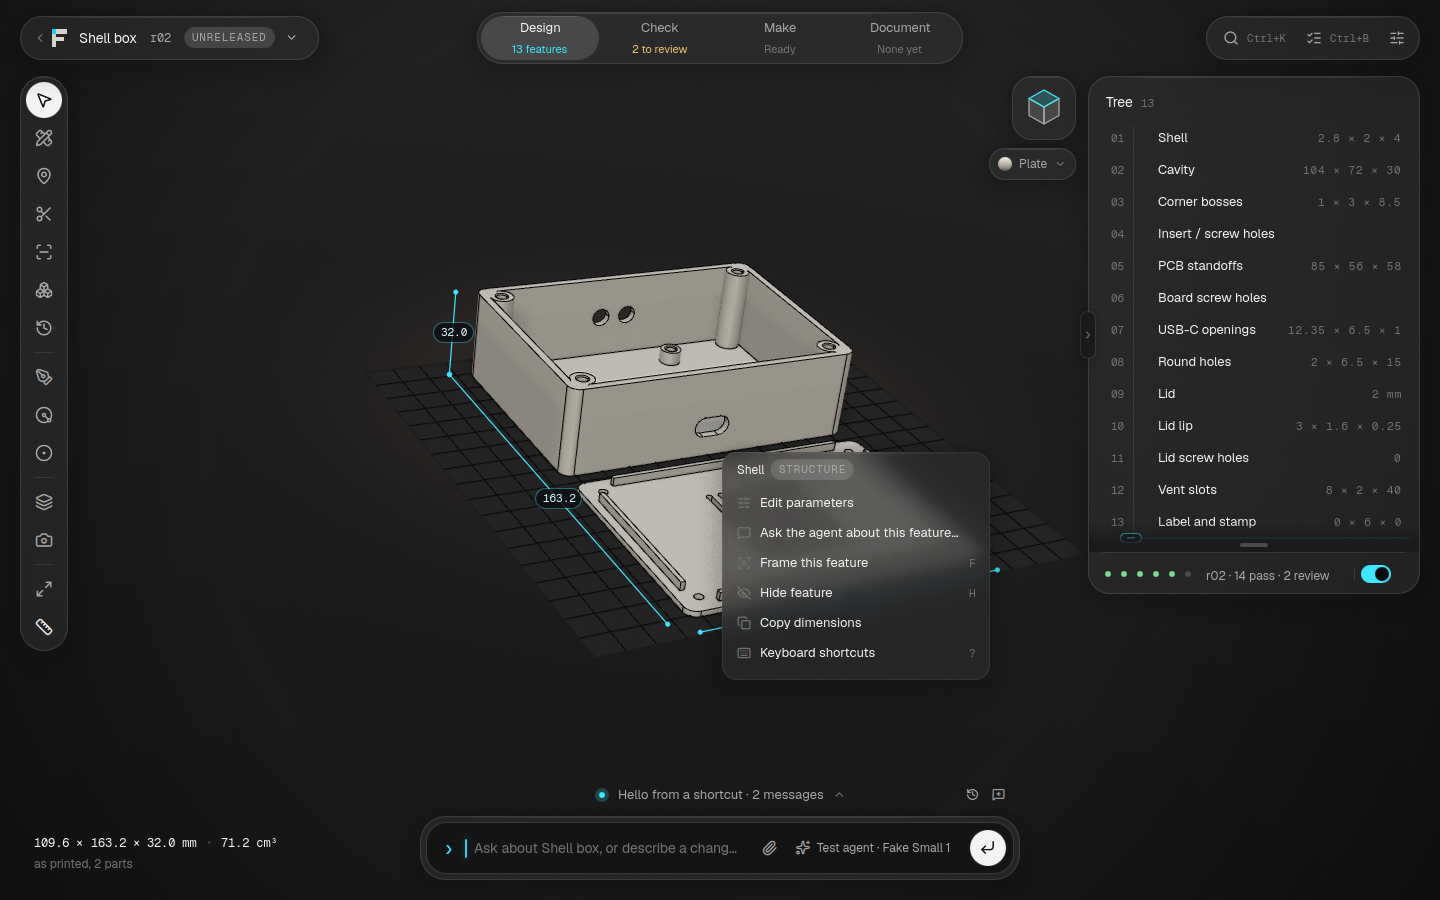 Shell box r02 UNRELEASED
Design
13 features
Check
2 to review
Make
Ready
Document
None yet
Ctrl+K Ctrl+B
Plate
Tree 13
01 Shell 2.8 × 2 × 4
02 Cavity 104 × 72 × 30
03 Corner bosses 1 × 3 × 8.5
04 Insert / screw holes
05 PCB standoffs 85 × 56 × 58
06 Board screw holes
07 USB-C openings 12.35 × 6.5 × 1
08 Round holes 2 × 6.5 × 15
09 Lid 2 mm
10 Lid lip 3 × 1.6 × 0.25
11 Lid screw holes 0
12 Vent slots 8 × 2 × 40
13 Label and stamp 0 × 6 × 0
r02 · 14 pass · 2 review
32.0
163.2
Shell STRUCTURE
Edit parameters
Ask the agent about this feature…
Frame this feature F
Hide feature H
Copy dimensions
Keyboard shortcuts ?
Hello from a shortcut · 2 messages
Ask about Shell box, or describe a chang…
Test agent · Fake Small 1
109.6 × 163.2 × 32.0 mm · 71.2 cm³
as printed, 2 parts